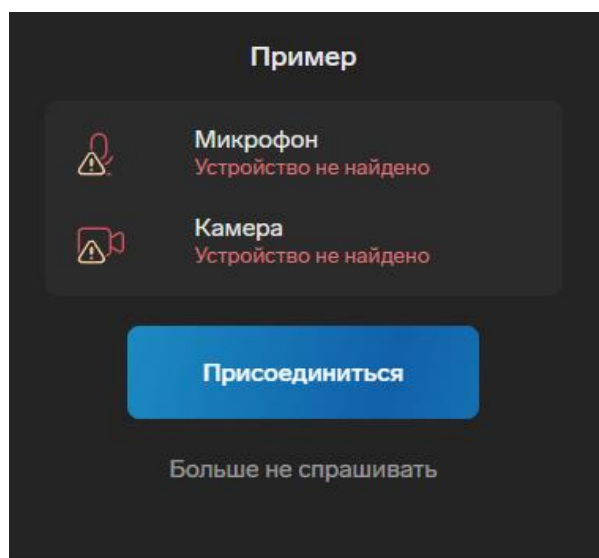 Пример
Микрофон
Устройство не найдено
Камера
Устройство не найдено
Присоединиться
Больше не спрашивать